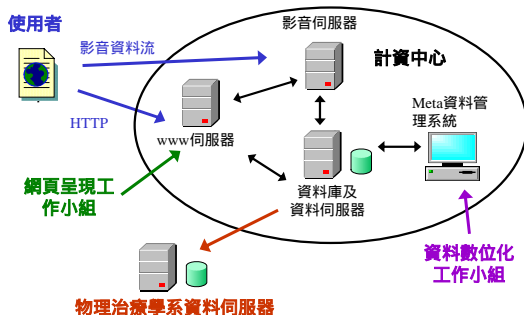 使用者
影音伺服器
影音資料流
計資中心
Meta資料管
理系統
HTTP
www伺服器
網頁呈現工
作小組
資料庫及
資料伺服器
資料數位化
工作小組
物理治療學系資料伺服器